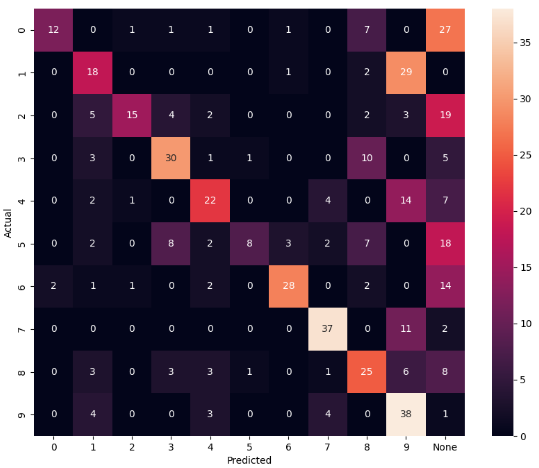 0 12 0 1 1 1 0 1 0 7 0 27
1 0 18 0 0 0 0 1 0 2 29 0
2 0 5 15 4 2 0 0 0 2 3 19
3 0 3 0 30 1 1 0 0 10 0 5
4 0 2 1 0 22 0 0 4 0 14 7
5 0 2 0 8 2 8 3 2 7 0 18
6 2 1 1 0 2 0 28 0 2 0 14
7 0 0 0 0 0 0 0 37 0 11 2
8 0 3 0 3 3 1 0 1 25 6 8
9 0 4 0 0 3 0 0 4 0 38 1
0 1 2 3 4 5 6 7 8 9 None
Actual
Predicted
35
30
25
20
15
10
5
0